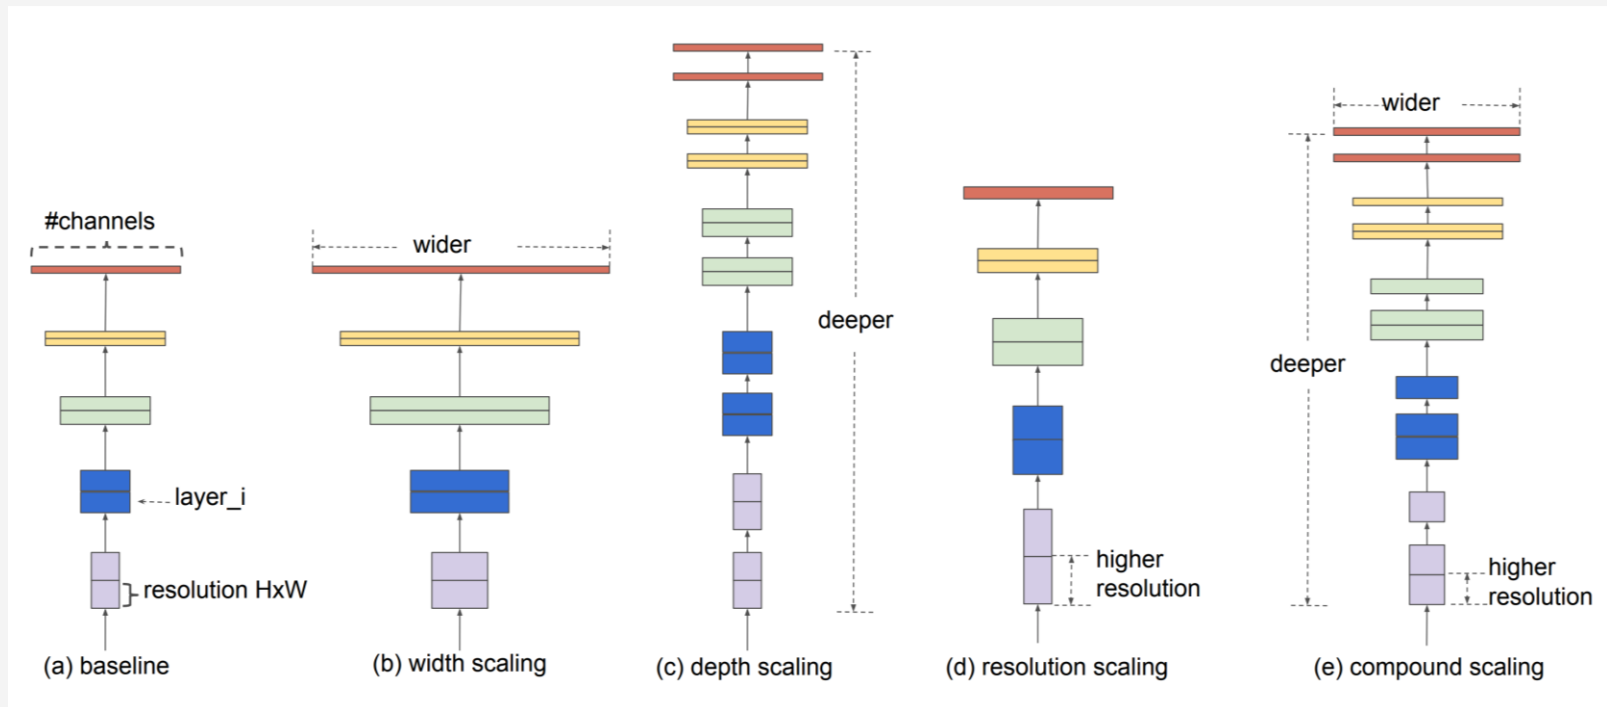 #channels
layer_i
resolution HxW
(a) baseline
wider
(b) width scaling
deeper
(c) depth scaling
higher
resolution
(d) resolution scaling
wider
deeper
higher
resolution
(e) compound scaling